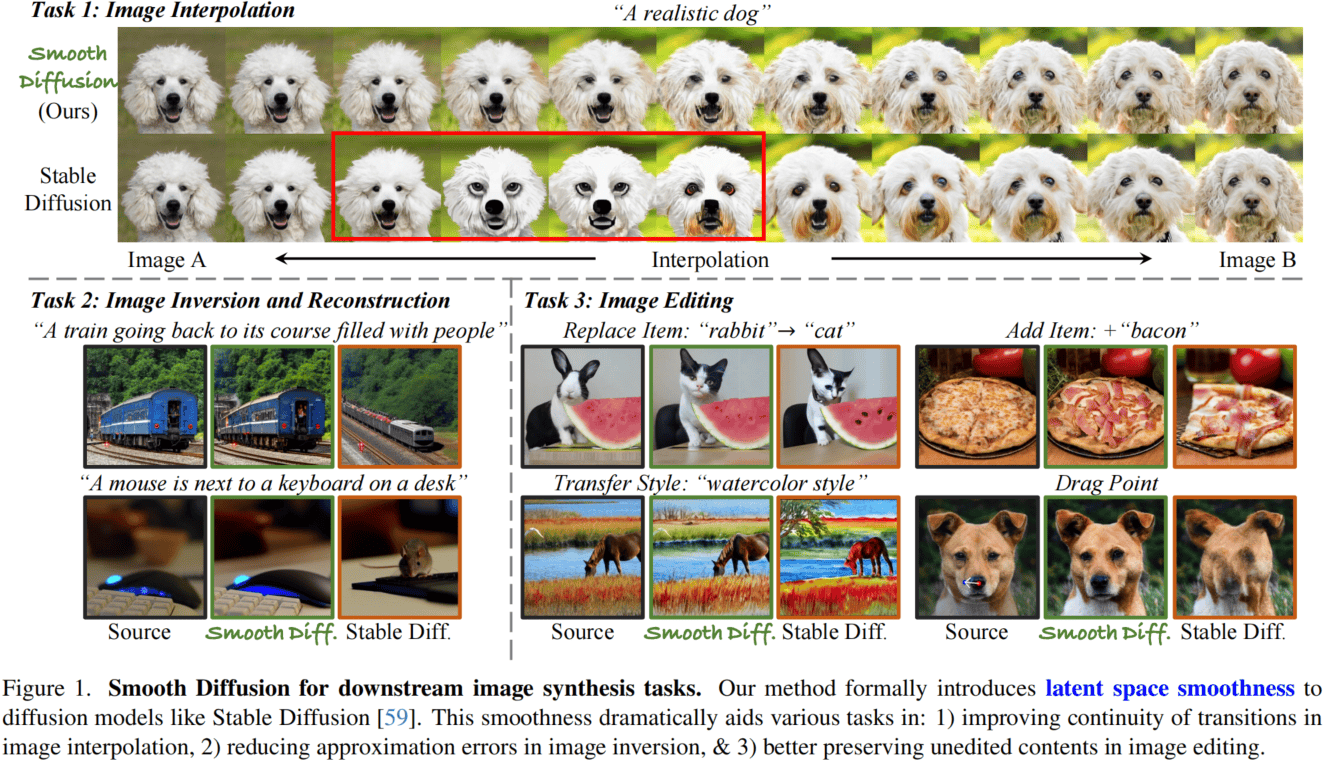 Task 1: Image Interpolation
“A realistic dog”
Smooth
Diffusion
(Ours)
Stable
Diffusion
Image A
Interpolation
Image B
Task 2: Image Inversion and Reconstruction
“A train going back to its course filled with people”
“A mouse is next to a keyboard on a desk”
Source
Smooth Diff.
Stable Diff.
Task 3: Image Editing
Replace Item: “rabbit”→ “cat”
Add Item: +“bacon”
Transfer Style: “watercolor style”
Drag Point
Source
Smooth Diff.
Stable Diff.
Source
Smooth Diff.
Stable Diff.
Figure 1. Smooth Diffusion for downstream image synthesis tasks. Our method formally introduces latent space smoothness to
diffusion models like Stable Diffusion [59]. This smoothness dramatically aids various tasks in: 1) improving continuity of transitions in
image interpolation, 2) reducing approximation errors in image inversion, & 3) better preserving unedited contents in image editing.